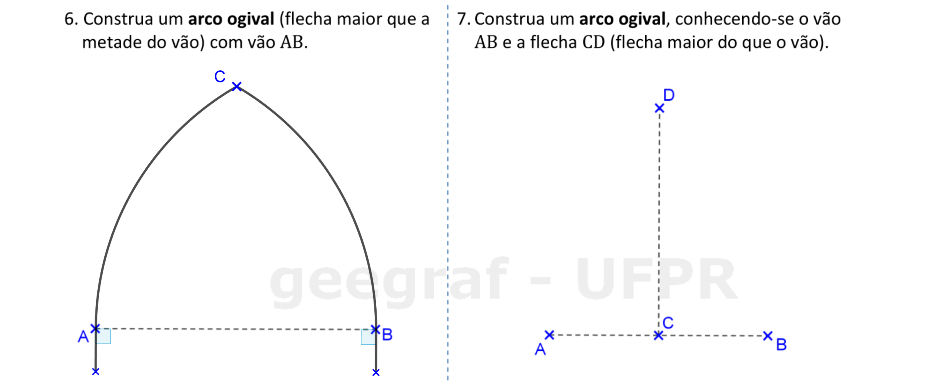 6. Construa um arco ogival (flecha maior que a
metade do vão) com vão AB.
C
A
B
7. Construa um arco ogival, conhecendo-se o vão
AB e a flecha CD (flecha maior do que o vão).
D
C
A
B
geegraf - UFPR